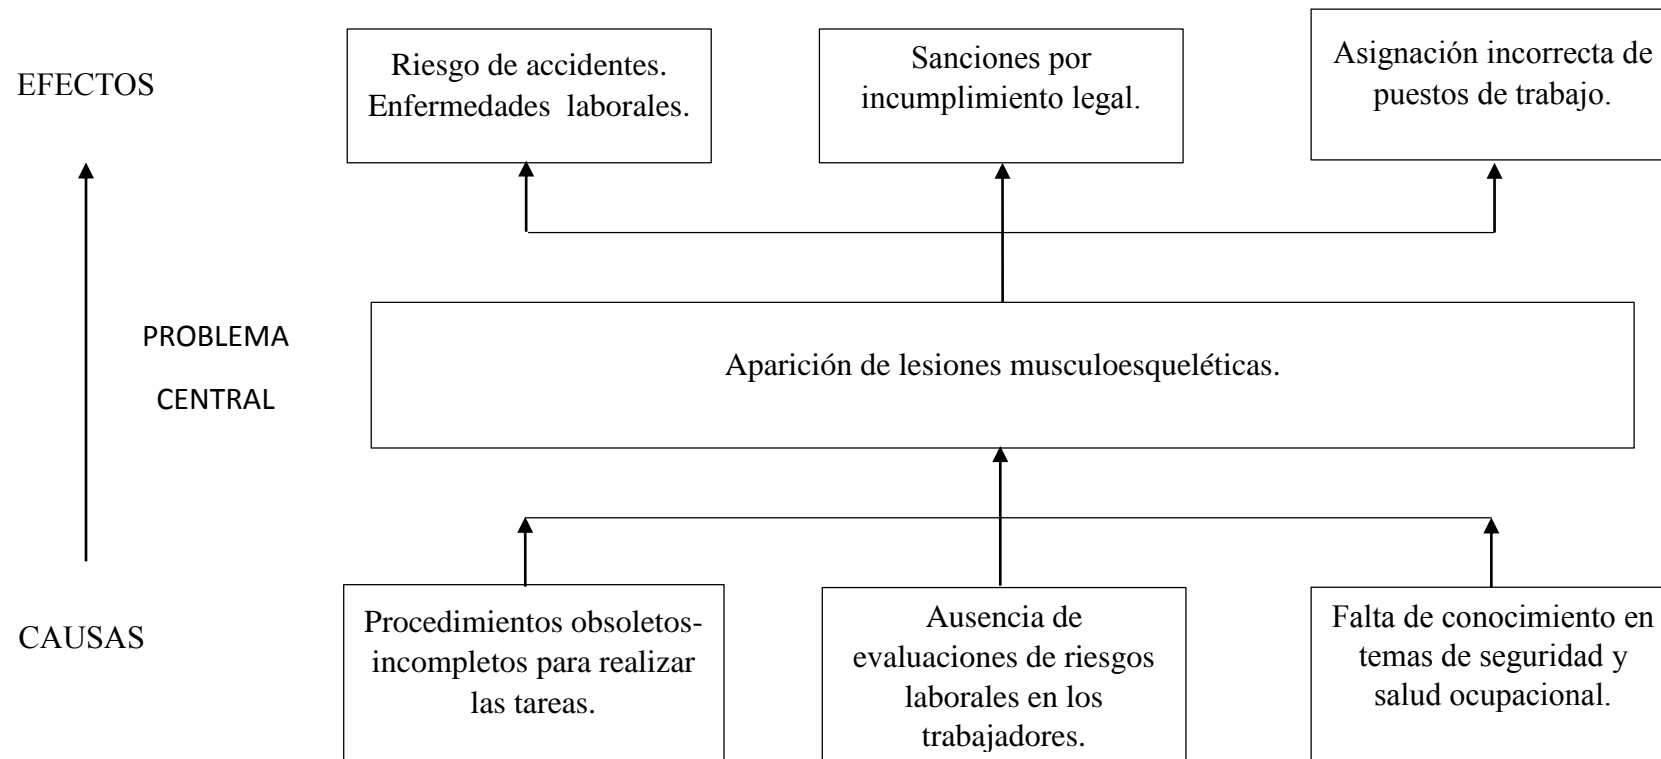 EFECTOS
Riesgo de accidentes.
Enfermedades laborales.
Sanciones por
incumplimiento legal.
Asignación incorrecta de
puestos de trabajo.
PROBLEMA
CENTRAL
Aparición de lesiones musculoesqueléticas.
CAUSAS
Procedimientos obsoletos-
incompletos para realizar
las tareas.
Ausencia de
evaluaciones de riesgos
laborales en los
trabajadores.
Falta de conocimiento en
temas de seguridad y
salud ocupacional.